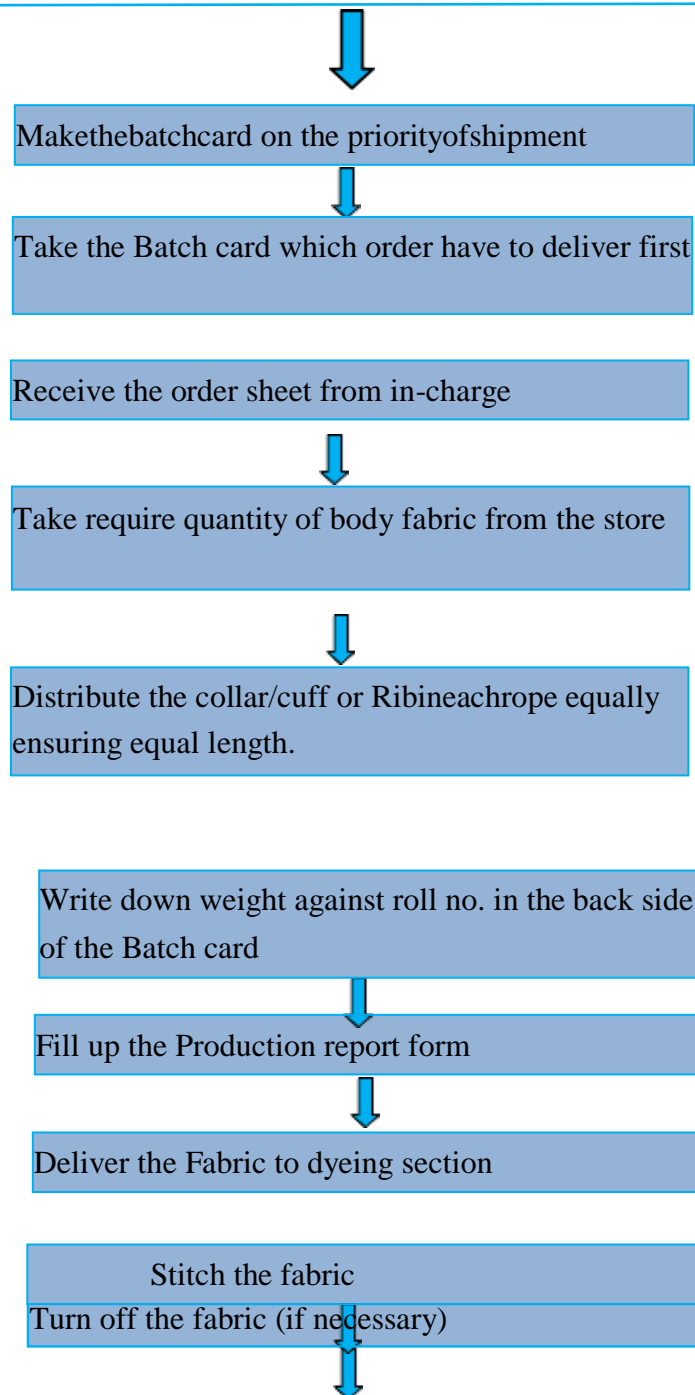 Makethebatchcard on the priorityofshipment
Take the Batch card which order have to deliver first
Receive the order sheet from in-charge
Take require quantity of body fabric from the store
Distribute the collar/cuff or Ribineachrope equally
ensuring equal length.
Write down weight against roll no. in the back side
of the Batch card
Fill up the Production report form
Deliver the Fabric to dyeing section
Stitch the fabric
Turn off the fabric (if necessary)